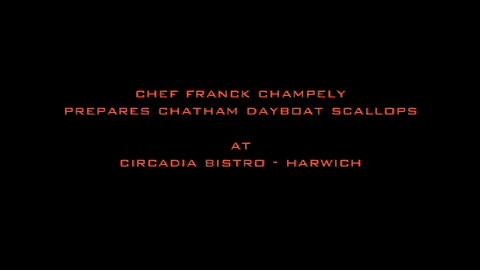 CHEF FRANCK CHAMPELY
PREPARES CHATHAM DAYBOAT SCALLOPS
AT
CIRCADIA BISTRO - HARWICH